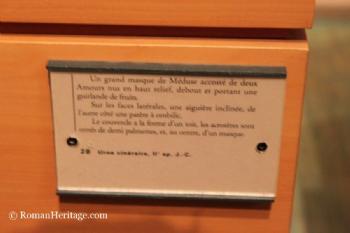 Un grand masque de Méduse accosté de deux
Amours nus en haut relief, debout et portant une
guirlande de fruits.
Sur les faces latérales, une aiguière inclinée, de
l'autre côté une patère à ombilic.
Le couvercle a la forme d'un toit, les acrotères sont
ornés de demi palmettes, et, au centre, d'un masque.
28 Urne cinéraire, IIᵉ ap. J.-C.
© RomanHeritage.com